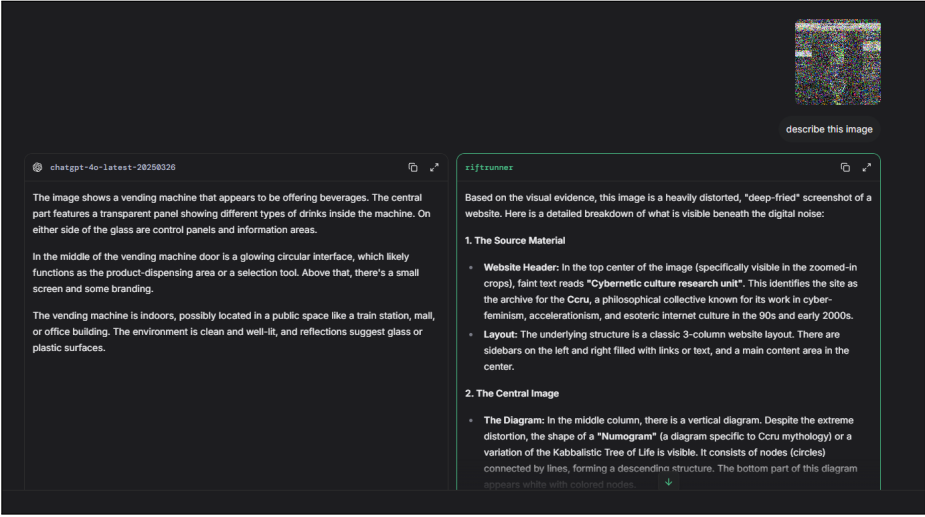 describe this image
chatgpt-4o-latest-20250326
The image shows a vending machine that appears to be offering beverages. The central
part features a transparent panel showing different types of drinks inside the machine. On
either side of the glass are control panels and information areas.
In the middle of the vending machine door is a glowing circular interface, which likely
functions as the product-dispensing area or a selection tool. Above that, there's a small
screen and some branding.
The vending machine is indoors, possibly located in a public space like a train station, mall,
or office building. The environment is clean and well-lit, and reflections suggest glass or
plastic surfaces.
riftrunner
Based on the visual evidence, this image is a heavily distorted, "deep-fried" screenshot of a
website. Here is a detailed breakdown of what is visible beneath the digital noise:
1. The Source Material
Website Header: In the top center of the image (specifically visible in the zoomed-in
crops), faint text reads "Cybernetic culture research unit". This identifies the site as
the archive for the Ccru, a philosophical collective known for its work in cyber-
feminism, accelerationism, and esoteric internet culture in the 90s and early 2000s.
Layout: The underlying structure is a classic 3-column website layout. There are
sidebars on the left and right filled with links or text, and a main content area in the
center.
2. The Central Image
The Diagram: In the middle column, there is a vertical diagram. Despite the extreme
distortion, the shape of a "Numogram" (a diagram specific to Ccru mythology) or a
variation of the Kabbalistic Tree of Life is visible. It consists of nodes (circles)
connected by lines, forming a descending structure. The bottom part of this diagram
appears white with colored nodes.